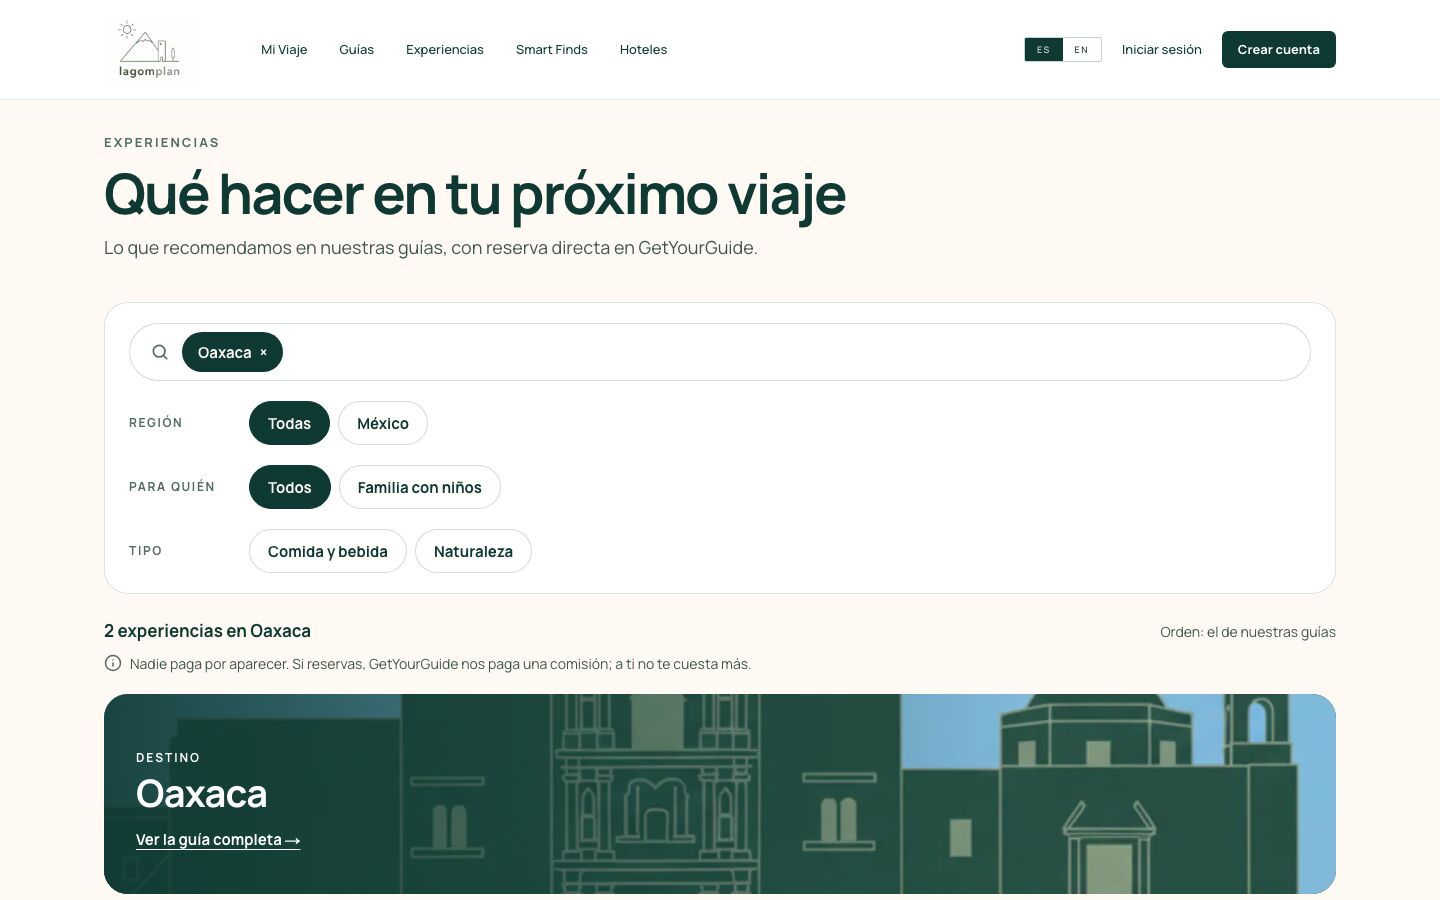 lagomplan
Mi Viaje
Guías
Experiencias
Smart Finds
Hoteles
ES
EN
Iniciar sesión
Crear cuenta
EXPERIENCIAS
Qué hacer en tu próximo viaje
Lo que recomendamos en nuestras guías, con reserva directa en GetYourGuide.
Oaxaca ×
REGIÓN
Todas
México
PARA QUIÉN
Todos
Familia con niños
TIPO
Comida y bebida
Naturaleza
2 experiencias en Oaxaca
Orden: el de nuestras guías
Nadie paga por aparecer. Si reservas, GetYourGuide nos paga una comisión; a ti no te cuesta más.
DESTINO
Oaxaca
Ver la guía completa →